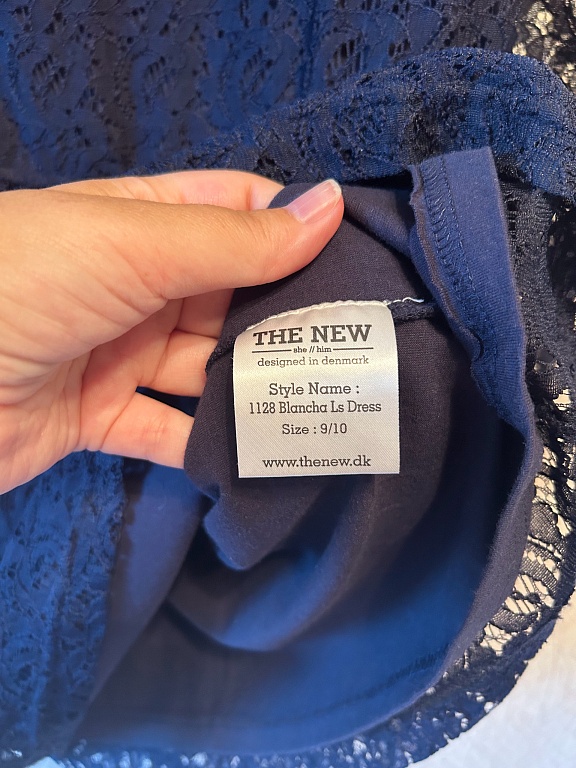 THE NEW
she // him
designed in denmark
Style Name :
1128 Blancha Ls Dress
Size : 9/10
www.thenew.dk